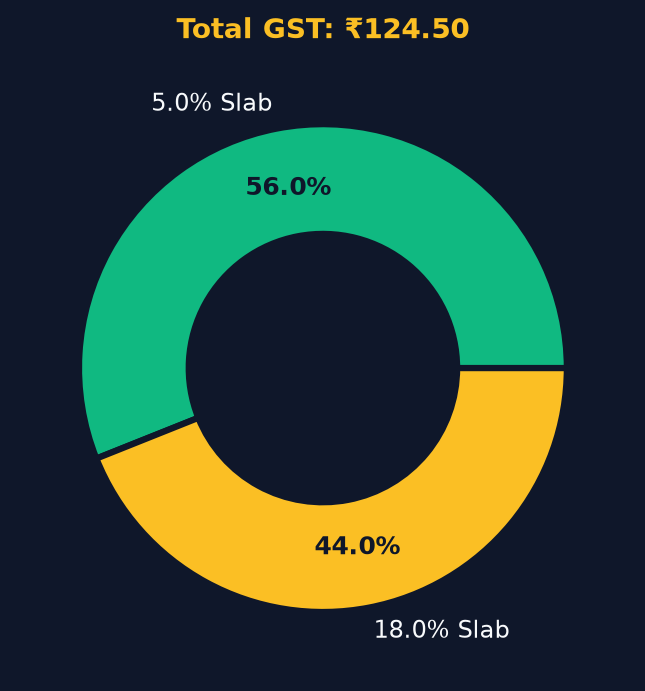 Total GST: ₹124.50
5.0% Slab
56.0%
44.0%
18.0% Slab